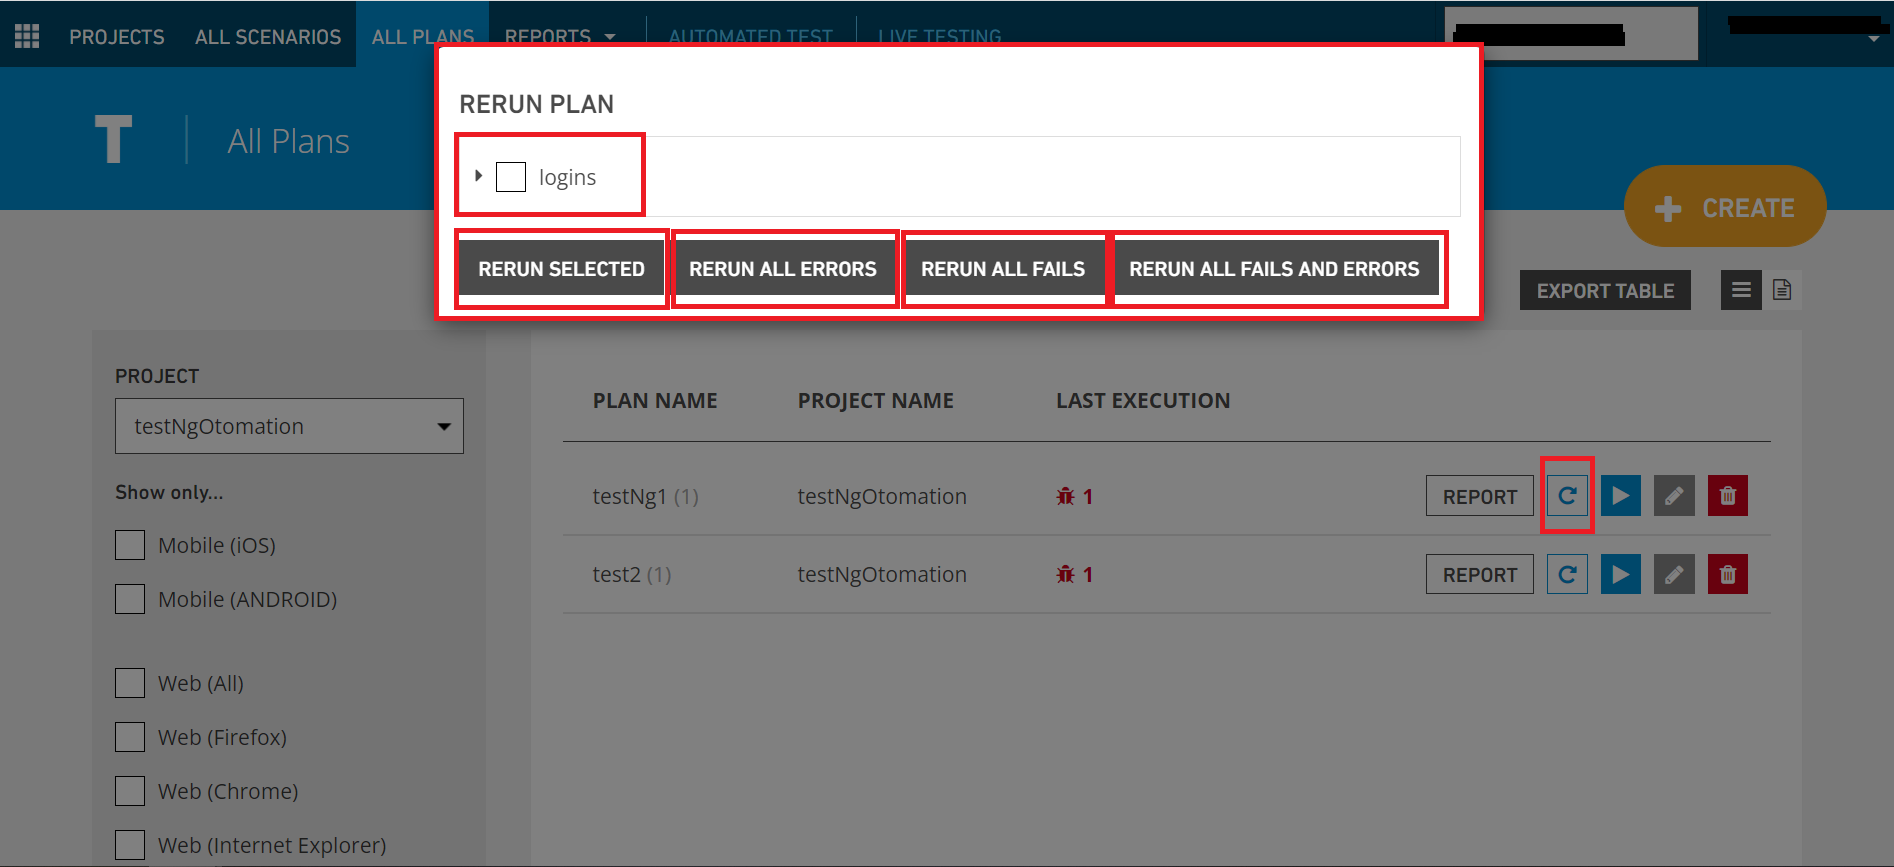 PROJECTS ALL SCENARIOS ALL PLANS REPORTS AUTOMATED TEST LIVE TESTING
T All Plans
RERUN PLAN
logins
RERUN SELECTED RERUN ALL ERRORS RERUN ALL FAILS RERUN ALL FAILS AND ERRORS
CREATE
EXPORT TABLE
PROJECT
testNgOtomation
Show only...
Mobile (iOS)
Mobile (ANDROID)
Web (All)
Web (Firefox)
Web (Chrome)
Web (Internet Explorer)
PLAN NAME PROJECT NAME LAST EXECUTION
testNg1 (1) testNgOtomation 1 REPORT
test2 (1) testNgOtomation 1 REPORT